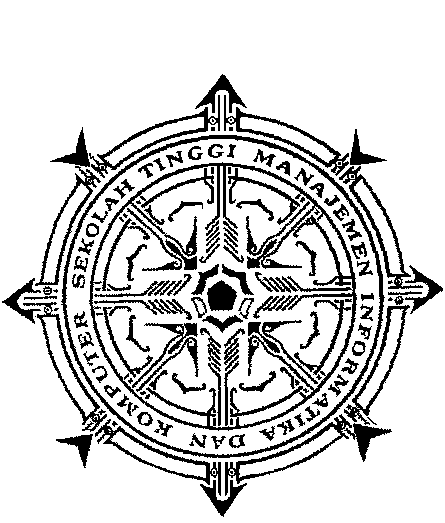 SEKOLAH TINGGI MANAJEMEN INFORMATIKA DAN KOMPUTER